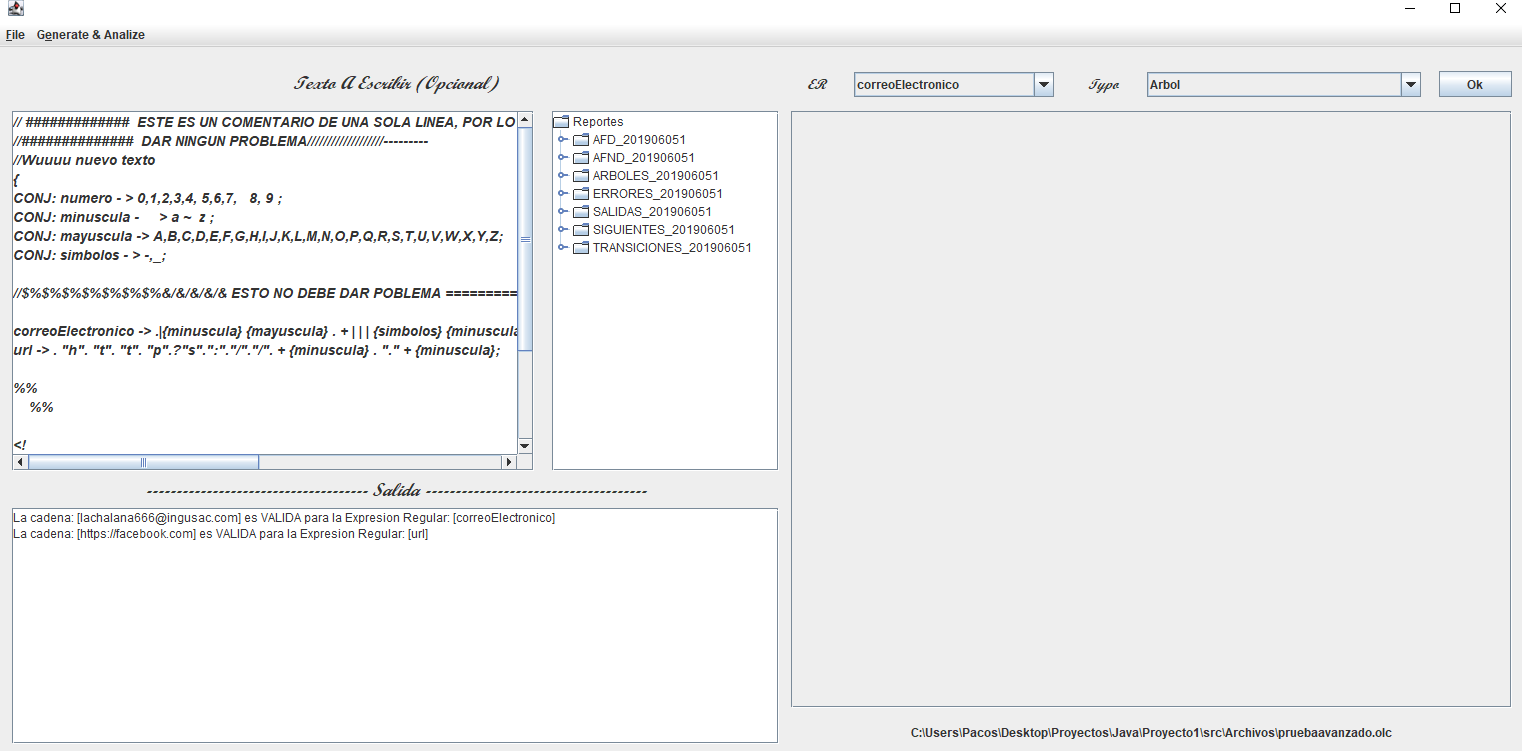 File Generate & Analize
Texto A Escribir (Opcional)
ER correoElectronico Type Arbol Ok
// ############# ESTE ES UN COMENTARIO DE UNA SOLA LINEA, POR LO
//############## DAR NINGUN PROBLEMA///////////////////---------
//Wuuuu nuevo texto
{
CONJ: numero - > 0,1,2,3,4, 5,6,7, 8, 9 ;
CONJ: minuscula - > a ~ z ;
CONJ: mayuscula -> A,B,C,D,E,F,G,H,I,J,K,L,M,N,O,P,Q,R,S,T,U,V,W,X,Y,Z;
CONJ: simbolos - > -,_;
//$%$%$%$%$%$%$%&/&/&/&/& ESTO NO DEBE DAR POBLEMA =========
correoElectronico -> .|{minuscula} {mayuscula} . + | | | {simbolos} {minuscula
url -> . "h". "t". "t". "p".?"s".":"."/"."/". + {minuscula} . "." + {minuscula};
%%
%%
<!
Reportes
AFD_201906051
AFND_201906051
ARBOLES_201906051
ERRORES_201906051
SALIDAS_201906051
SIGUIENTES_201906051
TRANSICIONES_201906051
------------------------------------- Salida -------------------------------------
La cadena: [lachalana666@ingusac.com] es VALIDA para la Expresion Regular: [correoElectronico]
La cadena: [https://facebook.com] es VALIDA para la Expresion Regular: [url]
C:\Users\Pacos\Desktop\Proyectos\Java\Proyecto1\src\Archivos\pruebaavanzado.olc